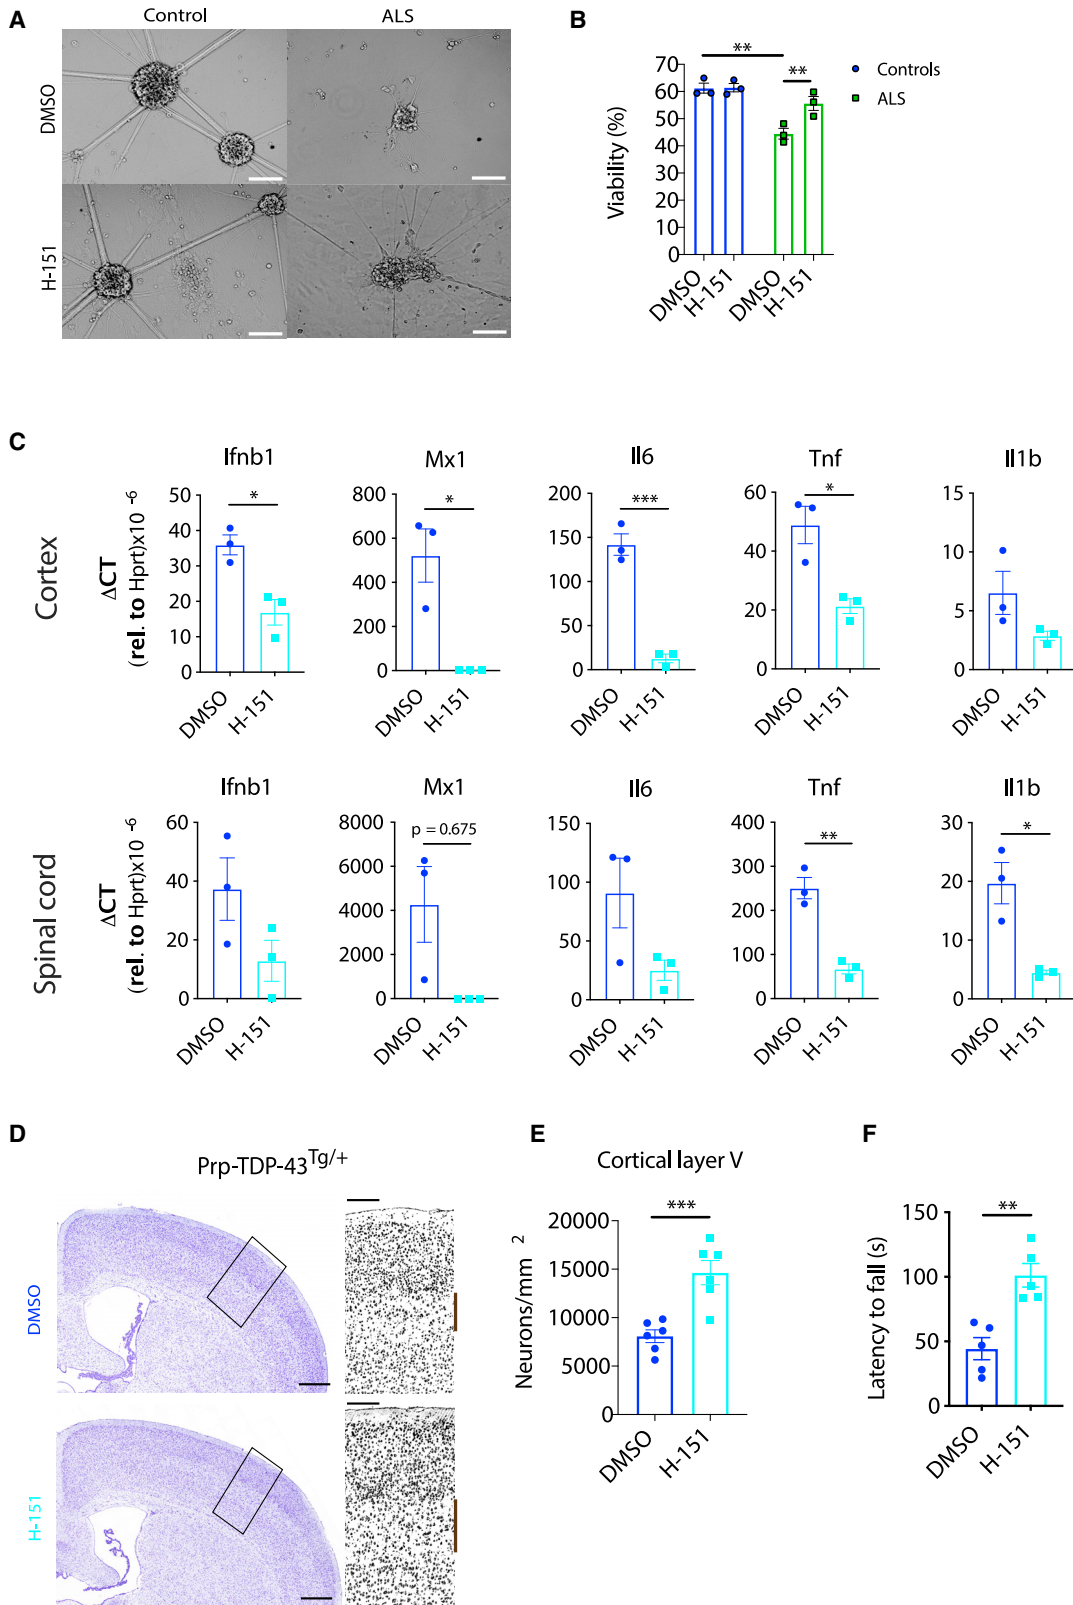 A
Control
ALS
DMSO
H-151
B
Viability (%)
70
60
50
40
30
20
10
0
**
**
Controls
ALS
DMSO
H-151
DMSO
H-151
C
Cortex
ΔCT
(rel. to Hprt)x10 -6
Ifnb1
*
50
40
30
20
10
0
DMSO
H-151
Mx1
*
800
600
400
200
0
DMSO
H-151
Il6
***
200
150
100
50
0
DMSO
H-151
Tnf
*
60
40
20
0
DMSO
H-151
Il1b
15
10
5
0
DMSO
H-151
Spinal cord
ΔCT
(rel. to Hprt)x10 -6
Ifnb1
60
40
20
0
DMSO
H-151
Mx1
p = 0.675
8000
6000
4000
2000
0
DMSO
H-151
Il6
150
100
50
0
DMSO
H-151
Tnf
**
400
300
200
100
0
DMSO
H-151
Il1b
*
30
20
10
0
DMSO
H-151
D
Prp-TDP-43Tg/+
DMSO
H-151
E
Cortical layer V
***
Neurons/mm 2
20000
15000
10000
5000
0
DMSO
H-151
F
**
Latency to fall (s)
150
100
50
0
DMSO
H-151